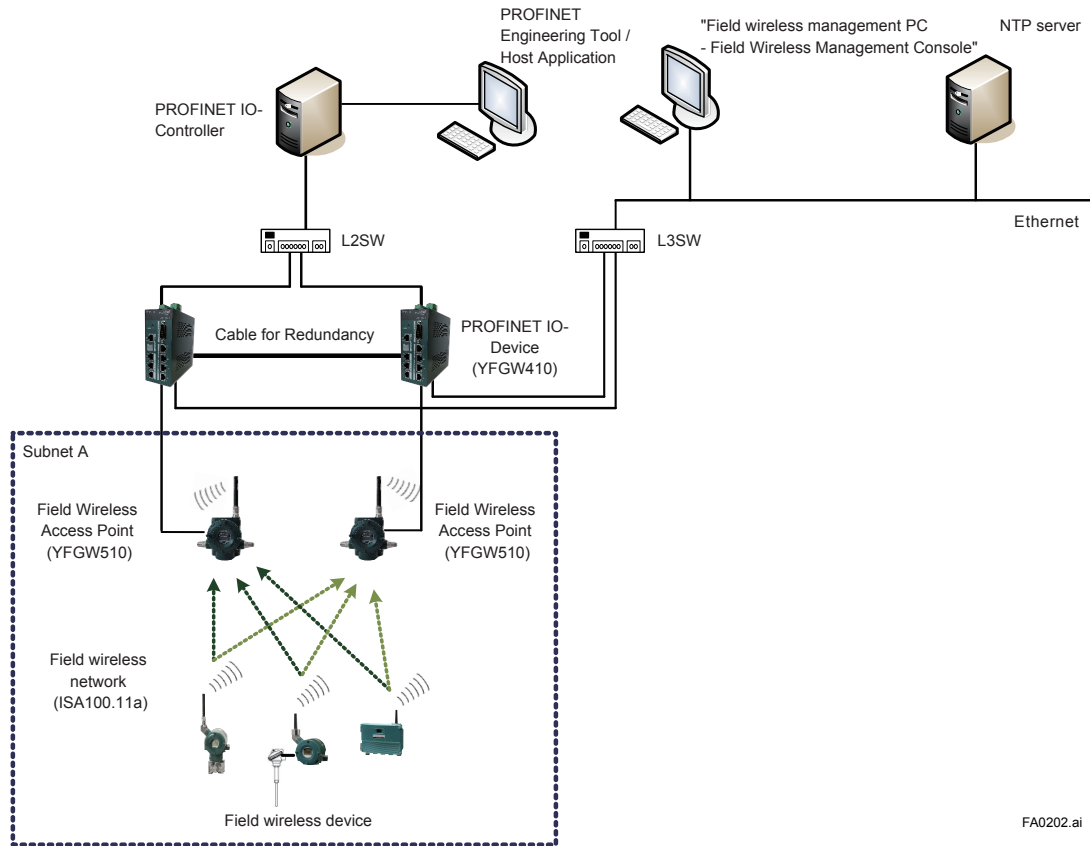 PROFINET
Engineering Tool /
Host Application
"Field wireless management PC
- Field Wireless Management Console"
NTP server
PROFINET IO-
Controller
Ethernet
L2SW
L3SW
Cable for Redundancy
PROFINET IO-
Device
(YFGW410)
Subnet A
Field Wireless
Access Point
(YFGW510)
Field Wireless
Access Point
(YFGW510)
Field wireless
network
(ISA100.11a)
Field wireless device
FA0202.ai